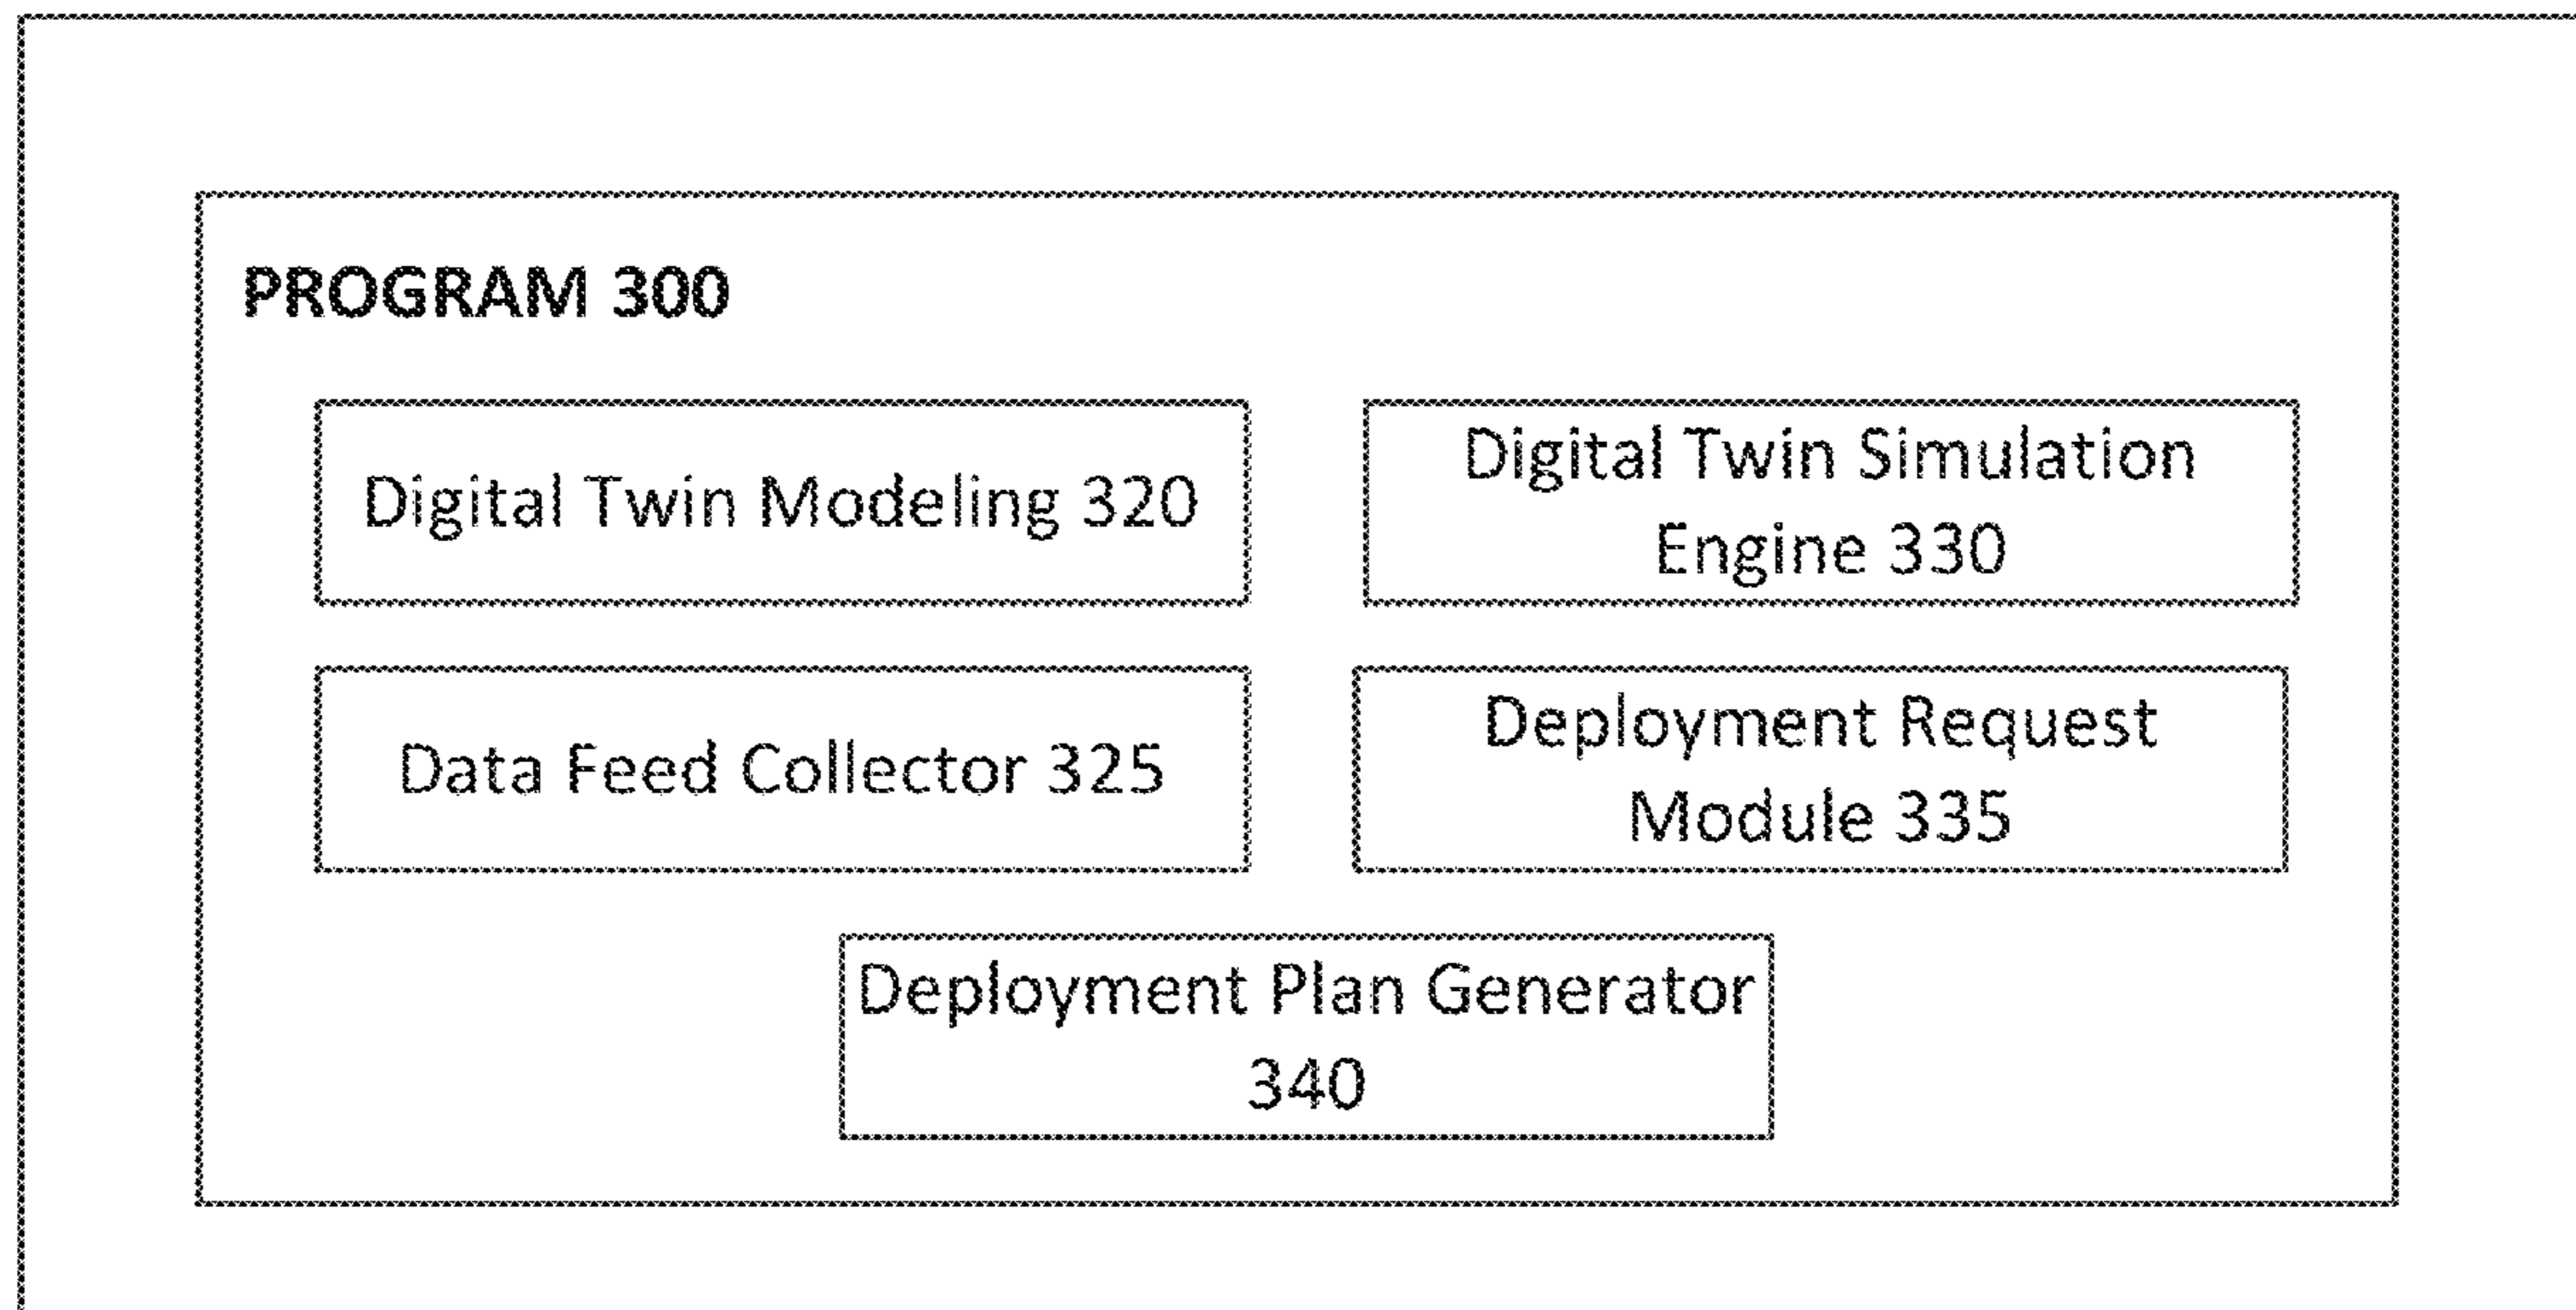 PROGRAM 300
Digital Twin Modeling 320
Digital Twin Simulation
Engine 330
Data Feed Collector 325
Deployment Request
Module 335
Deployment Plan Generator
340